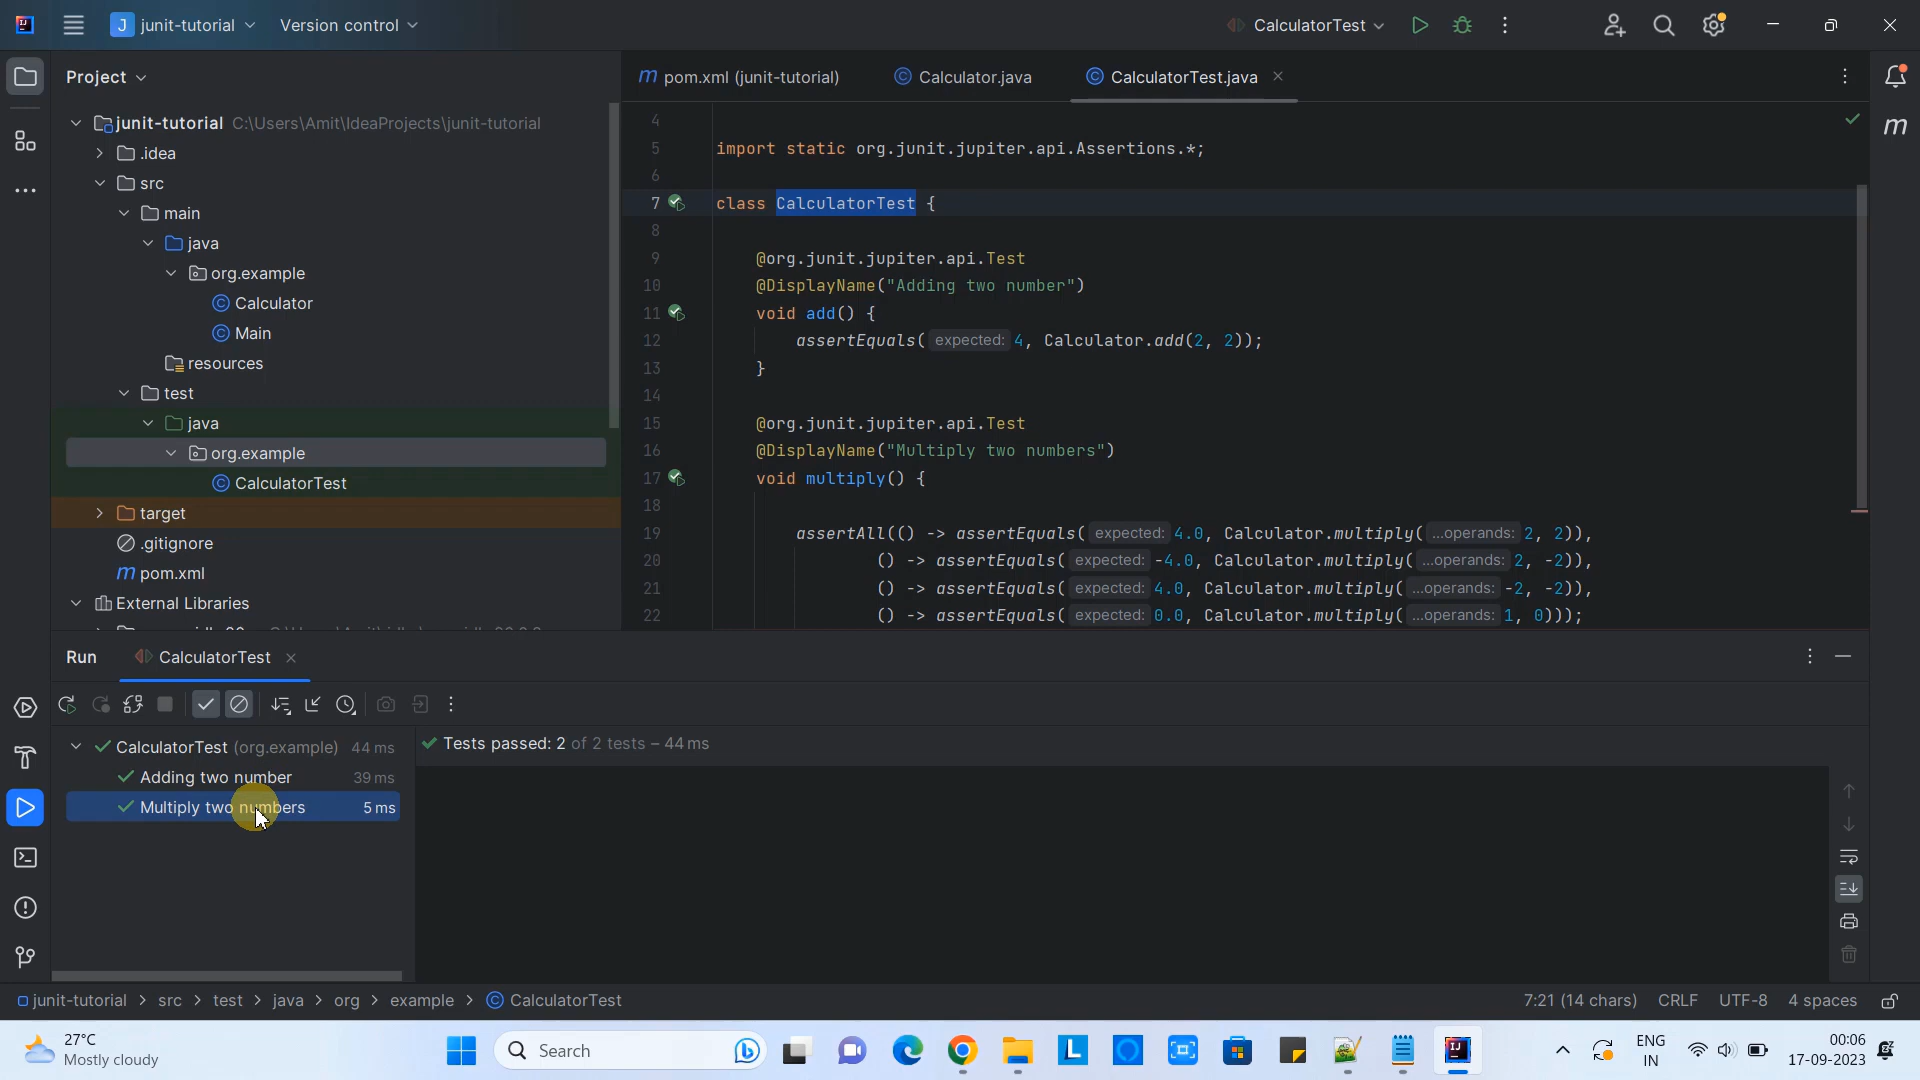 junit-tutorial
Version control
CalculatorTest
Project
pom.xml (junit-tutorial)
Calculator.java
CalculatorTest.java
junit-tutorial C:\Users\Amit\IdeaProjects\junit-tutorial
.idea
src
main
java
org.example
Calculator
Main
resources
test
java
org.example
CalculatorTest
target
.gitignore
pom.xml
External Libraries
4
5 import static org.junit.jupiter.api.Assertions.*;
6
7 class CalculatorTest {
8
9 @org.junit.jupiter.api.Test
10 @DisplayName("Adding two number")
11 void add() {
12 assertEquals( expected: 4, Calculator.add(2, 2));
13 }
14
15 @org.junit.jupiter.api.Test
16 @DisplayName("Multiply two numbers")
17 void multiply() {
18
19 assertAll(() -> assertEquals( expected: 4.0, Calculator.multiply( ...operands: 2, 2)),
20 () -> assertEquals( expected: -4.0, Calculator.multiply( ...operands: 2, -2)),
21 () -> assertEquals( expected: 4.0, Calculator.multiply( ...operands: -2, -2)),
22 () -> assertEquals( expected: 0.0, Calculator.multiply( ...operands: 1, 0)));
Run
CalculatorTest
CalculatorTest (org.example) 44 ms
Adding two number 39 ms
Multiply two numbers 5 ms
Tests passed: 2 of 2 tests – 44 ms
junit-tutorial > src > test > java > org > example > CalculatorTest
7:21 (14 chars) CRLF UTF-8 4 spaces
27°C
Mostly cloudy
Search
ENG
IN
00:06
17-09-2023